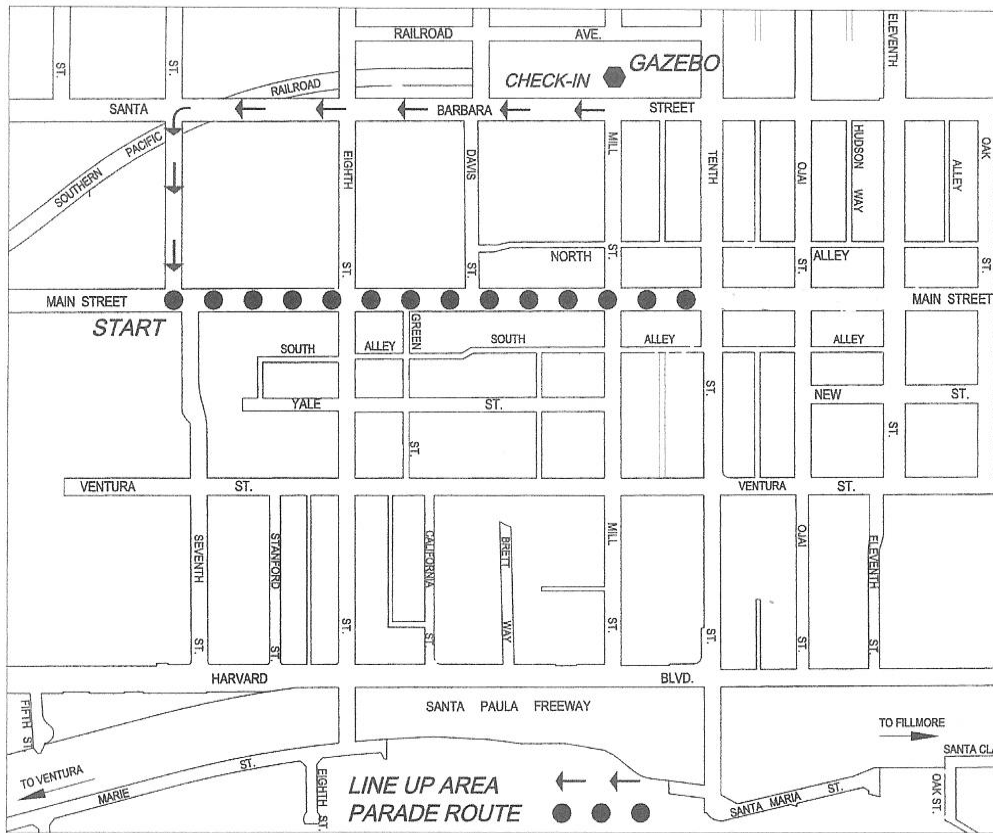 RAILROAD AVE.
ELEVENTH
ST.
ST.
GAZEBO
CHECK-IN
RAILROAD
SANTA BARBARA STREET
SOUTHERN PACIFIC
EIGHTH
DAVIS
MILL
TENTH
OJAI
HUDSON WAY
ALLEY
OAK
NORTH ALLEY
ST.
ST.
ST.
ST.
ST.
MAIN STREET
MAIN STREET
START
GREEN
SOUTH ALLEY SOUTH ALLEY ALLEY
ST.
YALE ST.
NEW ST.
ST.
ST.
VENTURA ST.
VENTURA ST.
SEVENTH
STANFORD
CALIFORNIA
BRETT WAY
MILL
OJAI
ELEVENTH
ST.
ST.
ST.
ST.
ST.
ST.
ST.
ST.
HARVARD BLVD.
SANTA PAULA FREEWAY
FIFTH ST.
TO FILLMORE
SANTA CLA
TO VENTURA
MARIE ST.
EIGHTH ST.
LINE UP AREA
PARADE ROUTE
SANTA MARIA ST.
OAK ST.